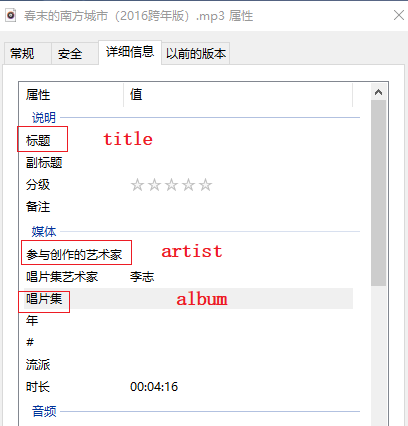 春末的南方城市（2016跨年版）.mp3 属性
常规 安全 详细信息 以前的版本
属性 值
说明
标题 title
副标题
分级 ☆☆☆☆☆
备注
媒体
参与创作的艺术家 artist
唱片集艺术家 李志
唱片集 album
年
#
流派
时长 00:04:16
音频